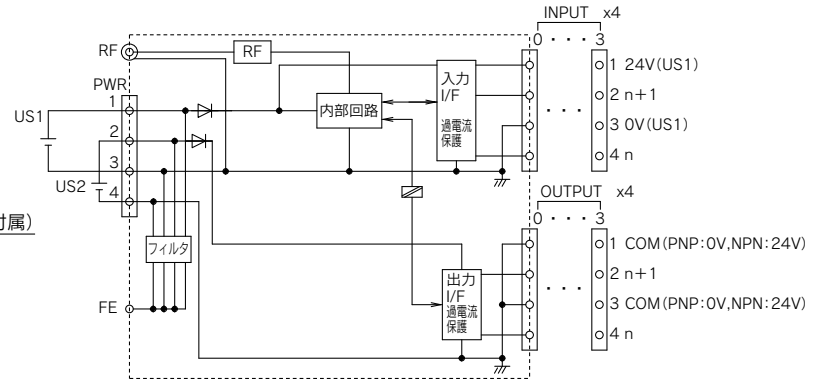 INPUT x4
0 ・・・ 3
RF
RF
PWR
1
2
3
4
US1
US2
内部回路
入力
I/F
過電流
保護
・・・
1 24V(US1)
2 n+1
3 0V(US1)
4 n
付属)
フィルタ
FE
OUTPUT x4
0 ・・・ 3
出力
I/F
過電流
保護
・・・
1 COM(PNP:0V,NPN:24V)
2 n+1
3 COM(PNP:0V,NPN:24V)
4 n